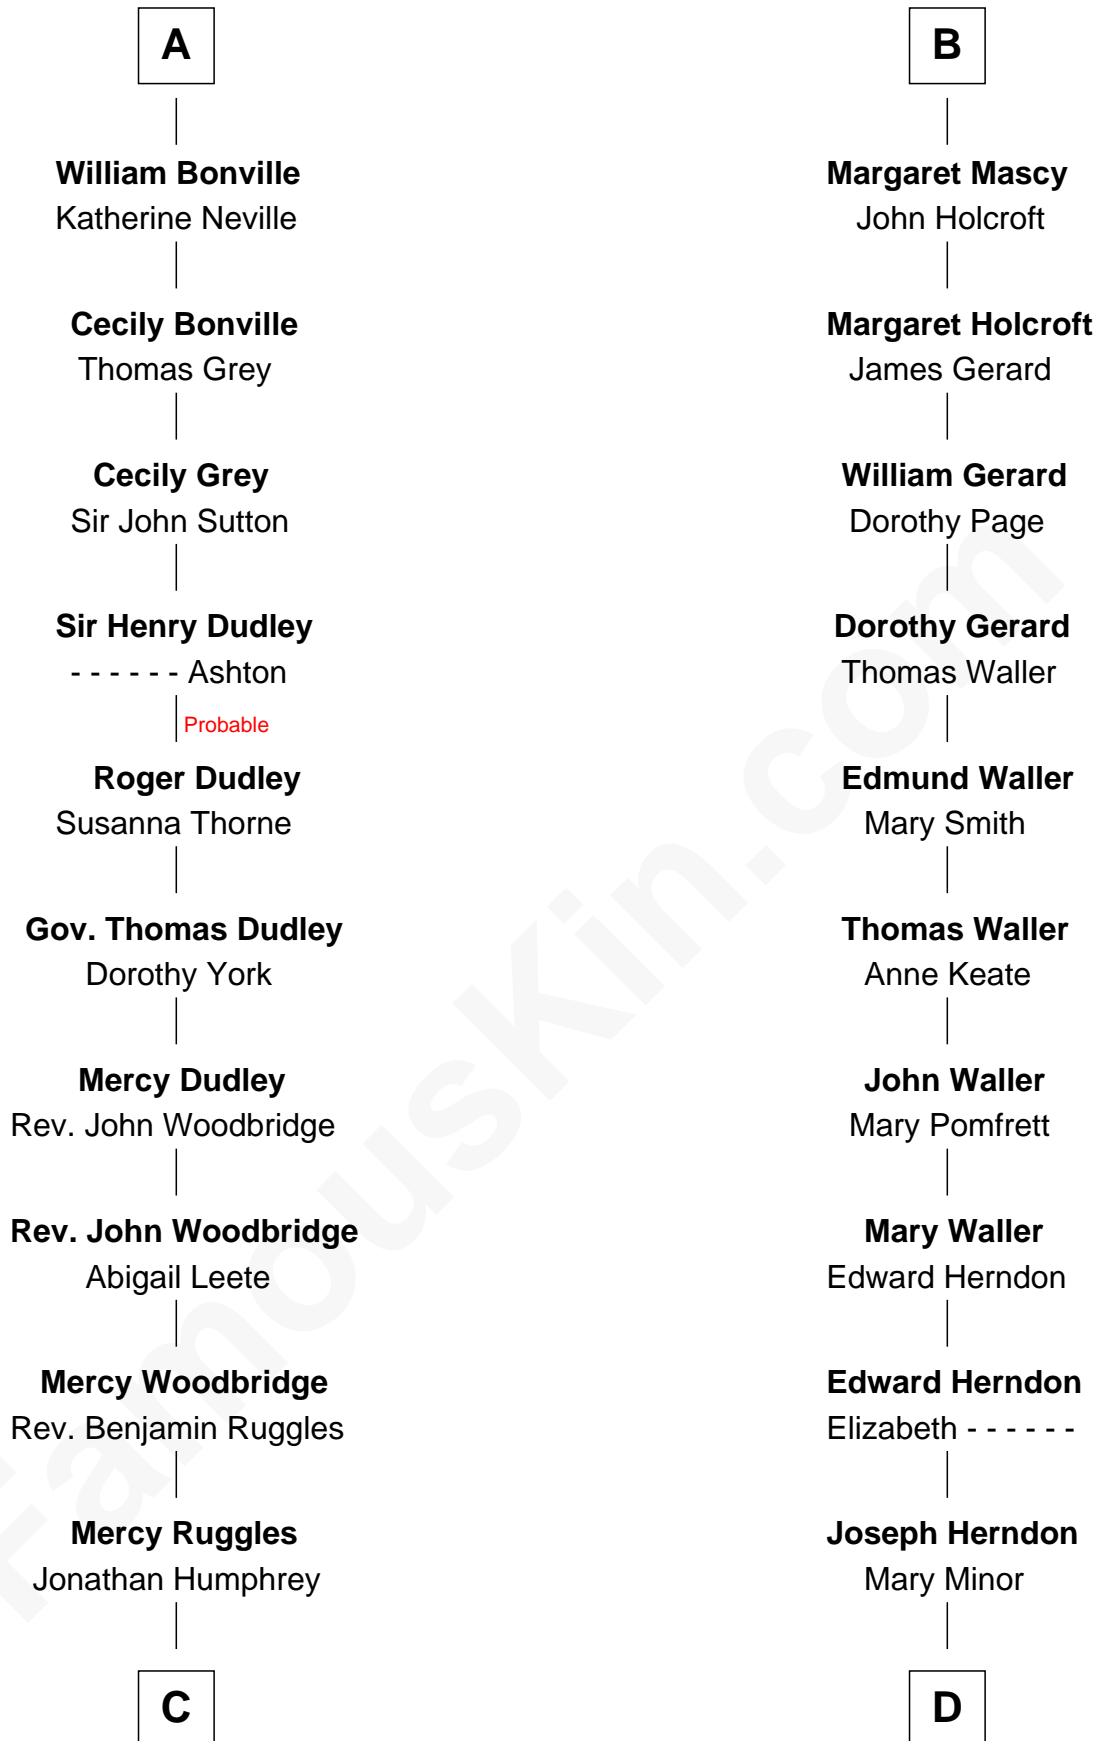 A
William Bonville
Katherine Neville
Cecily Bonville
Thomas Grey
Cecily Grey
Sir John Sutton
Sir Henry Dudley
- - - - - - Ashton
Probable
Roger Dudley
Susanna Thorne
Gov. Thomas Dudley
Dorothy York
Mercy Dudley
Rev. John Woodbridge
Rev. John Woodbridge
Abigail Leete
Mercy Woodbridge
Rev. Benjamin Ruggles
Mercy Ruggles
Jonathan Humphrey
C
B
Margaret Mascy
John Holcroft
Margaret Holcroft
James Gerard
William Gerard
Dorothy Page
Dorothy Gerard
Thomas Waller
Edmund Waller
Mary Smith
Thomas Waller
Anne Keate
John Waller
Mary Pomfrett
Mary Waller
Edward Herndon
Edward Herndon
Elizabeth - - - - - -
Joseph Herndon
Mary Minor
D
FamousKin.com